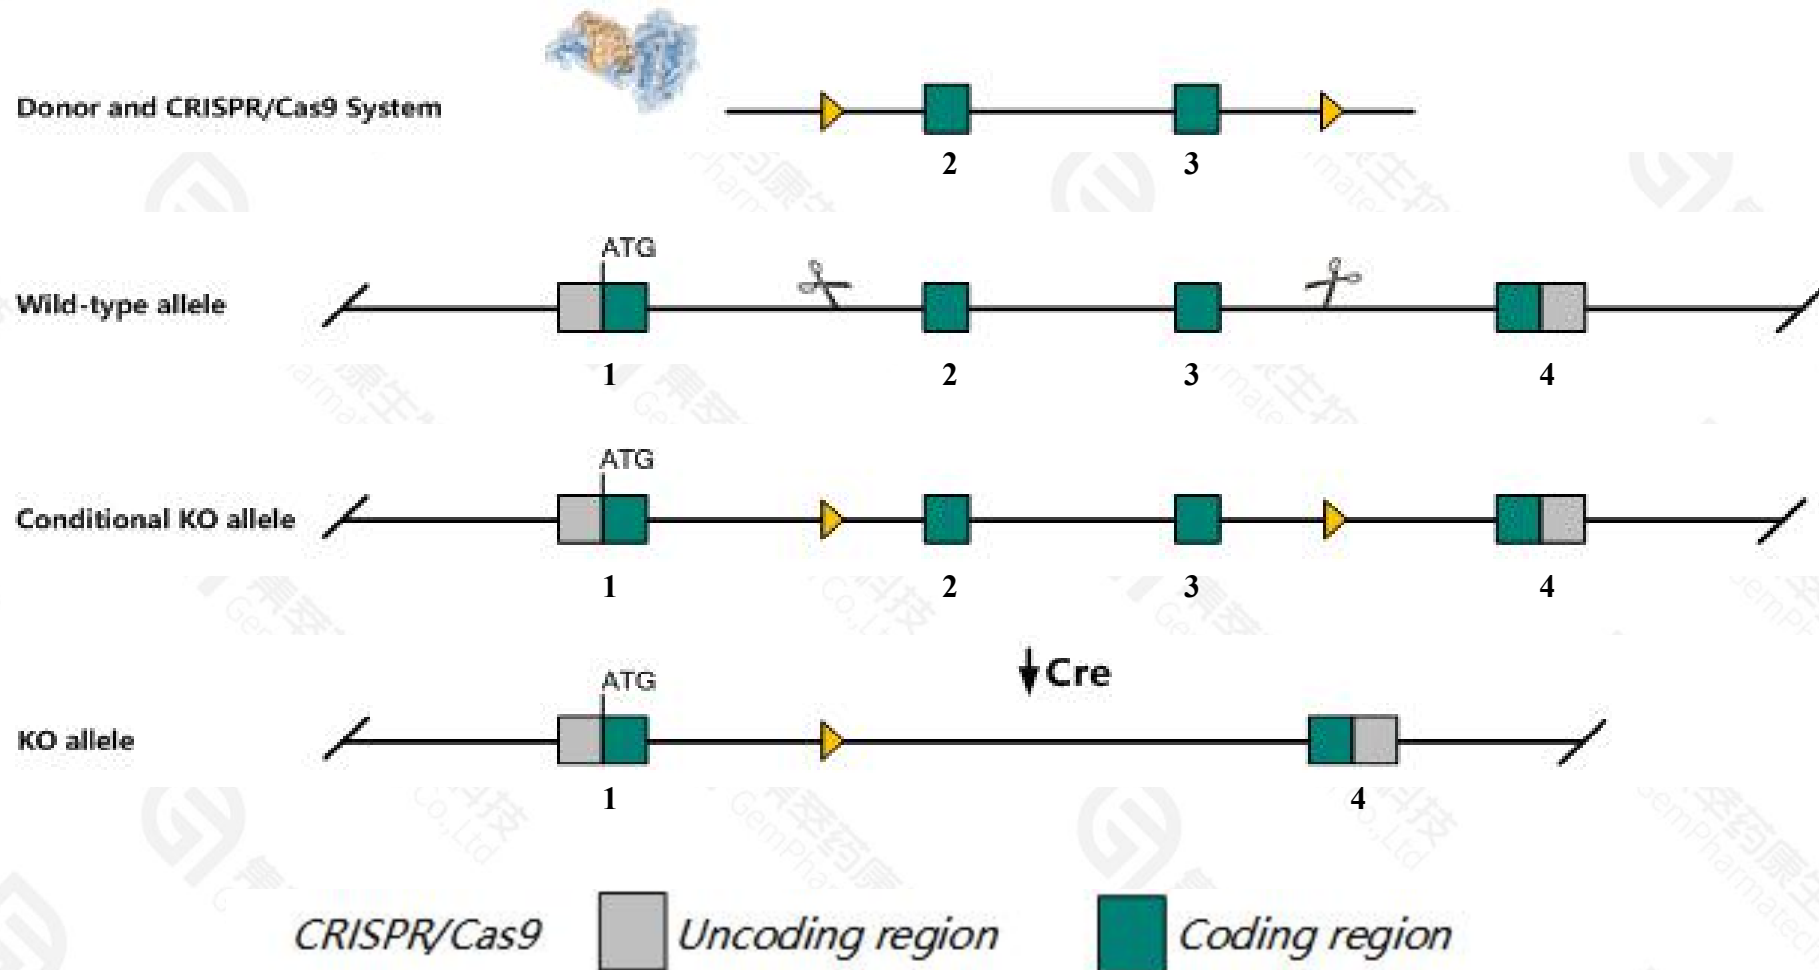 Donor and CRISPR/Cas9 System
2 3
ATG
Wild-type allele
1 2 3 4
ATG
Conditional KO allele
1 2 3 4
Cre
ATG
KO allele
1 4
CRISPR/Cas9 Uncoding region Coding region